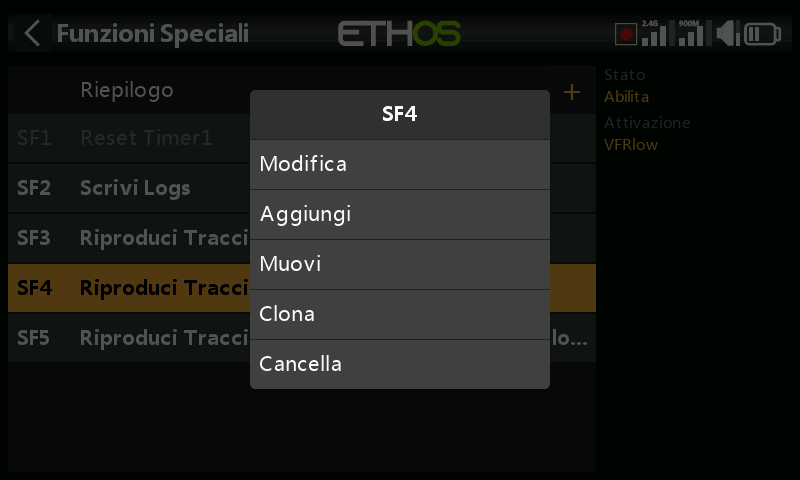 Funzioni Speciali
ETHOS
2.4G
900M
Riepilogo
+
Stato
Abilita
Attivazione
VFRlow
SF1 Reset Timer1
SF2 Scrivi Logs
SF3 Riproduci Tracci
SF4 Riproduci Tracci
SF5 Riproduci Tracci lo...
SF4
Modifica
Aggiungi
Muovi
Clona
Cancella